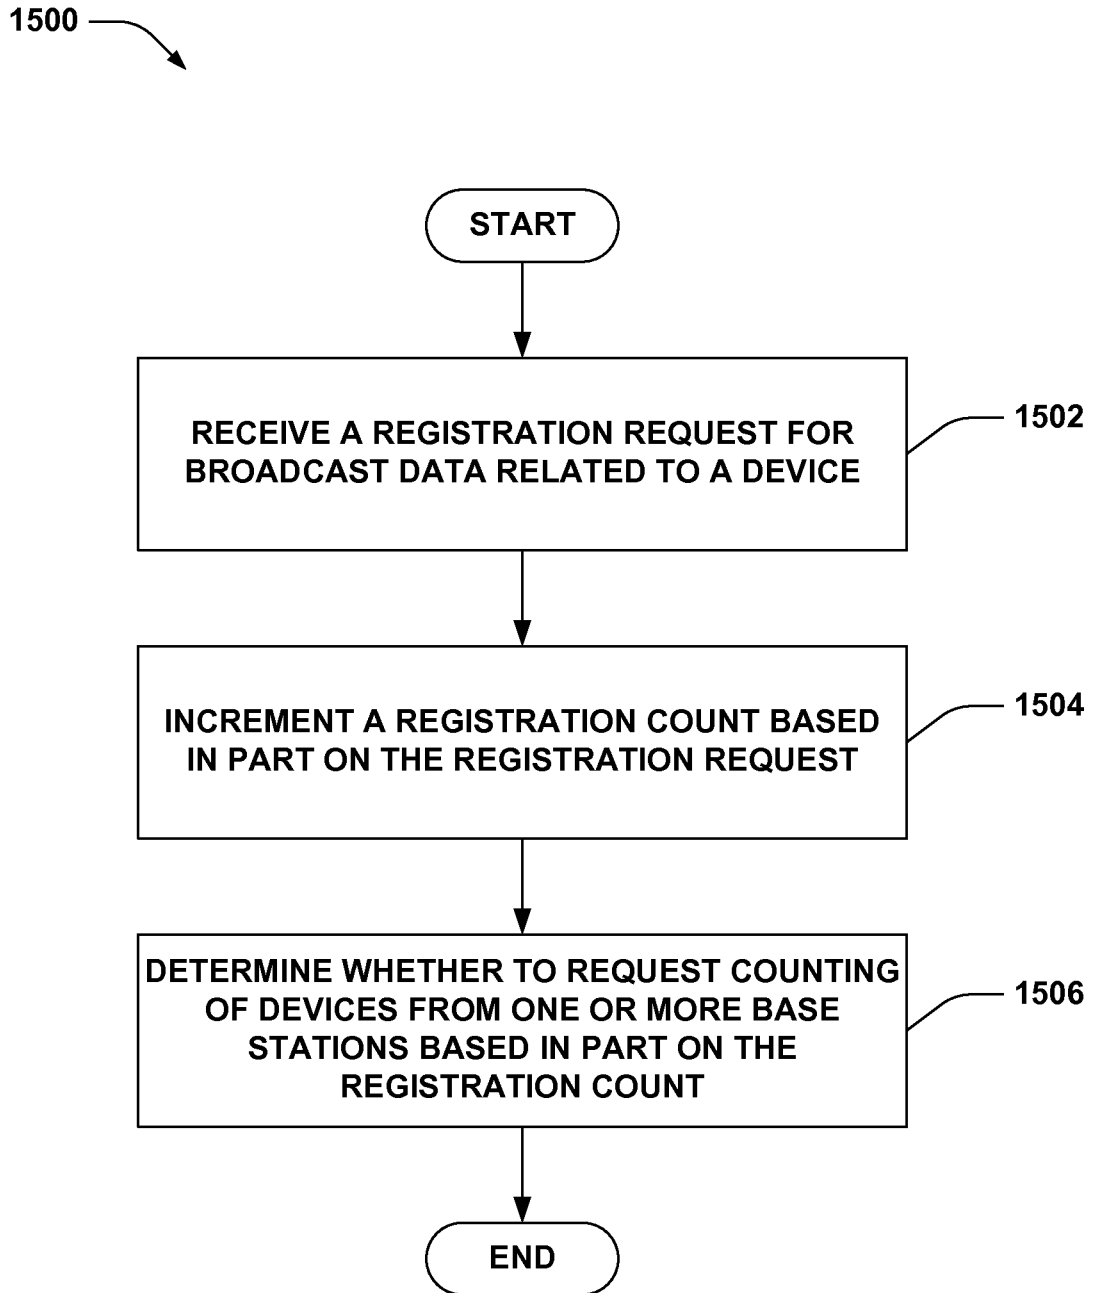 1500
START
RECEIVE A REGISTRATION REQUEST FOR
BROADCAST DATA RELATED TO A DEVICE
1502
INCREMENT A REGISTRATION COUNT BASED
IN PART ON THE REGISTRATION REQUEST
1504
DETERMINE WHETHER TO REQUEST COUNTING
OF DEVICES FROM ONE OR MORE BASE
STATIONS BASED IN PART ON THE
REGISTRATION COUNT
1506
END